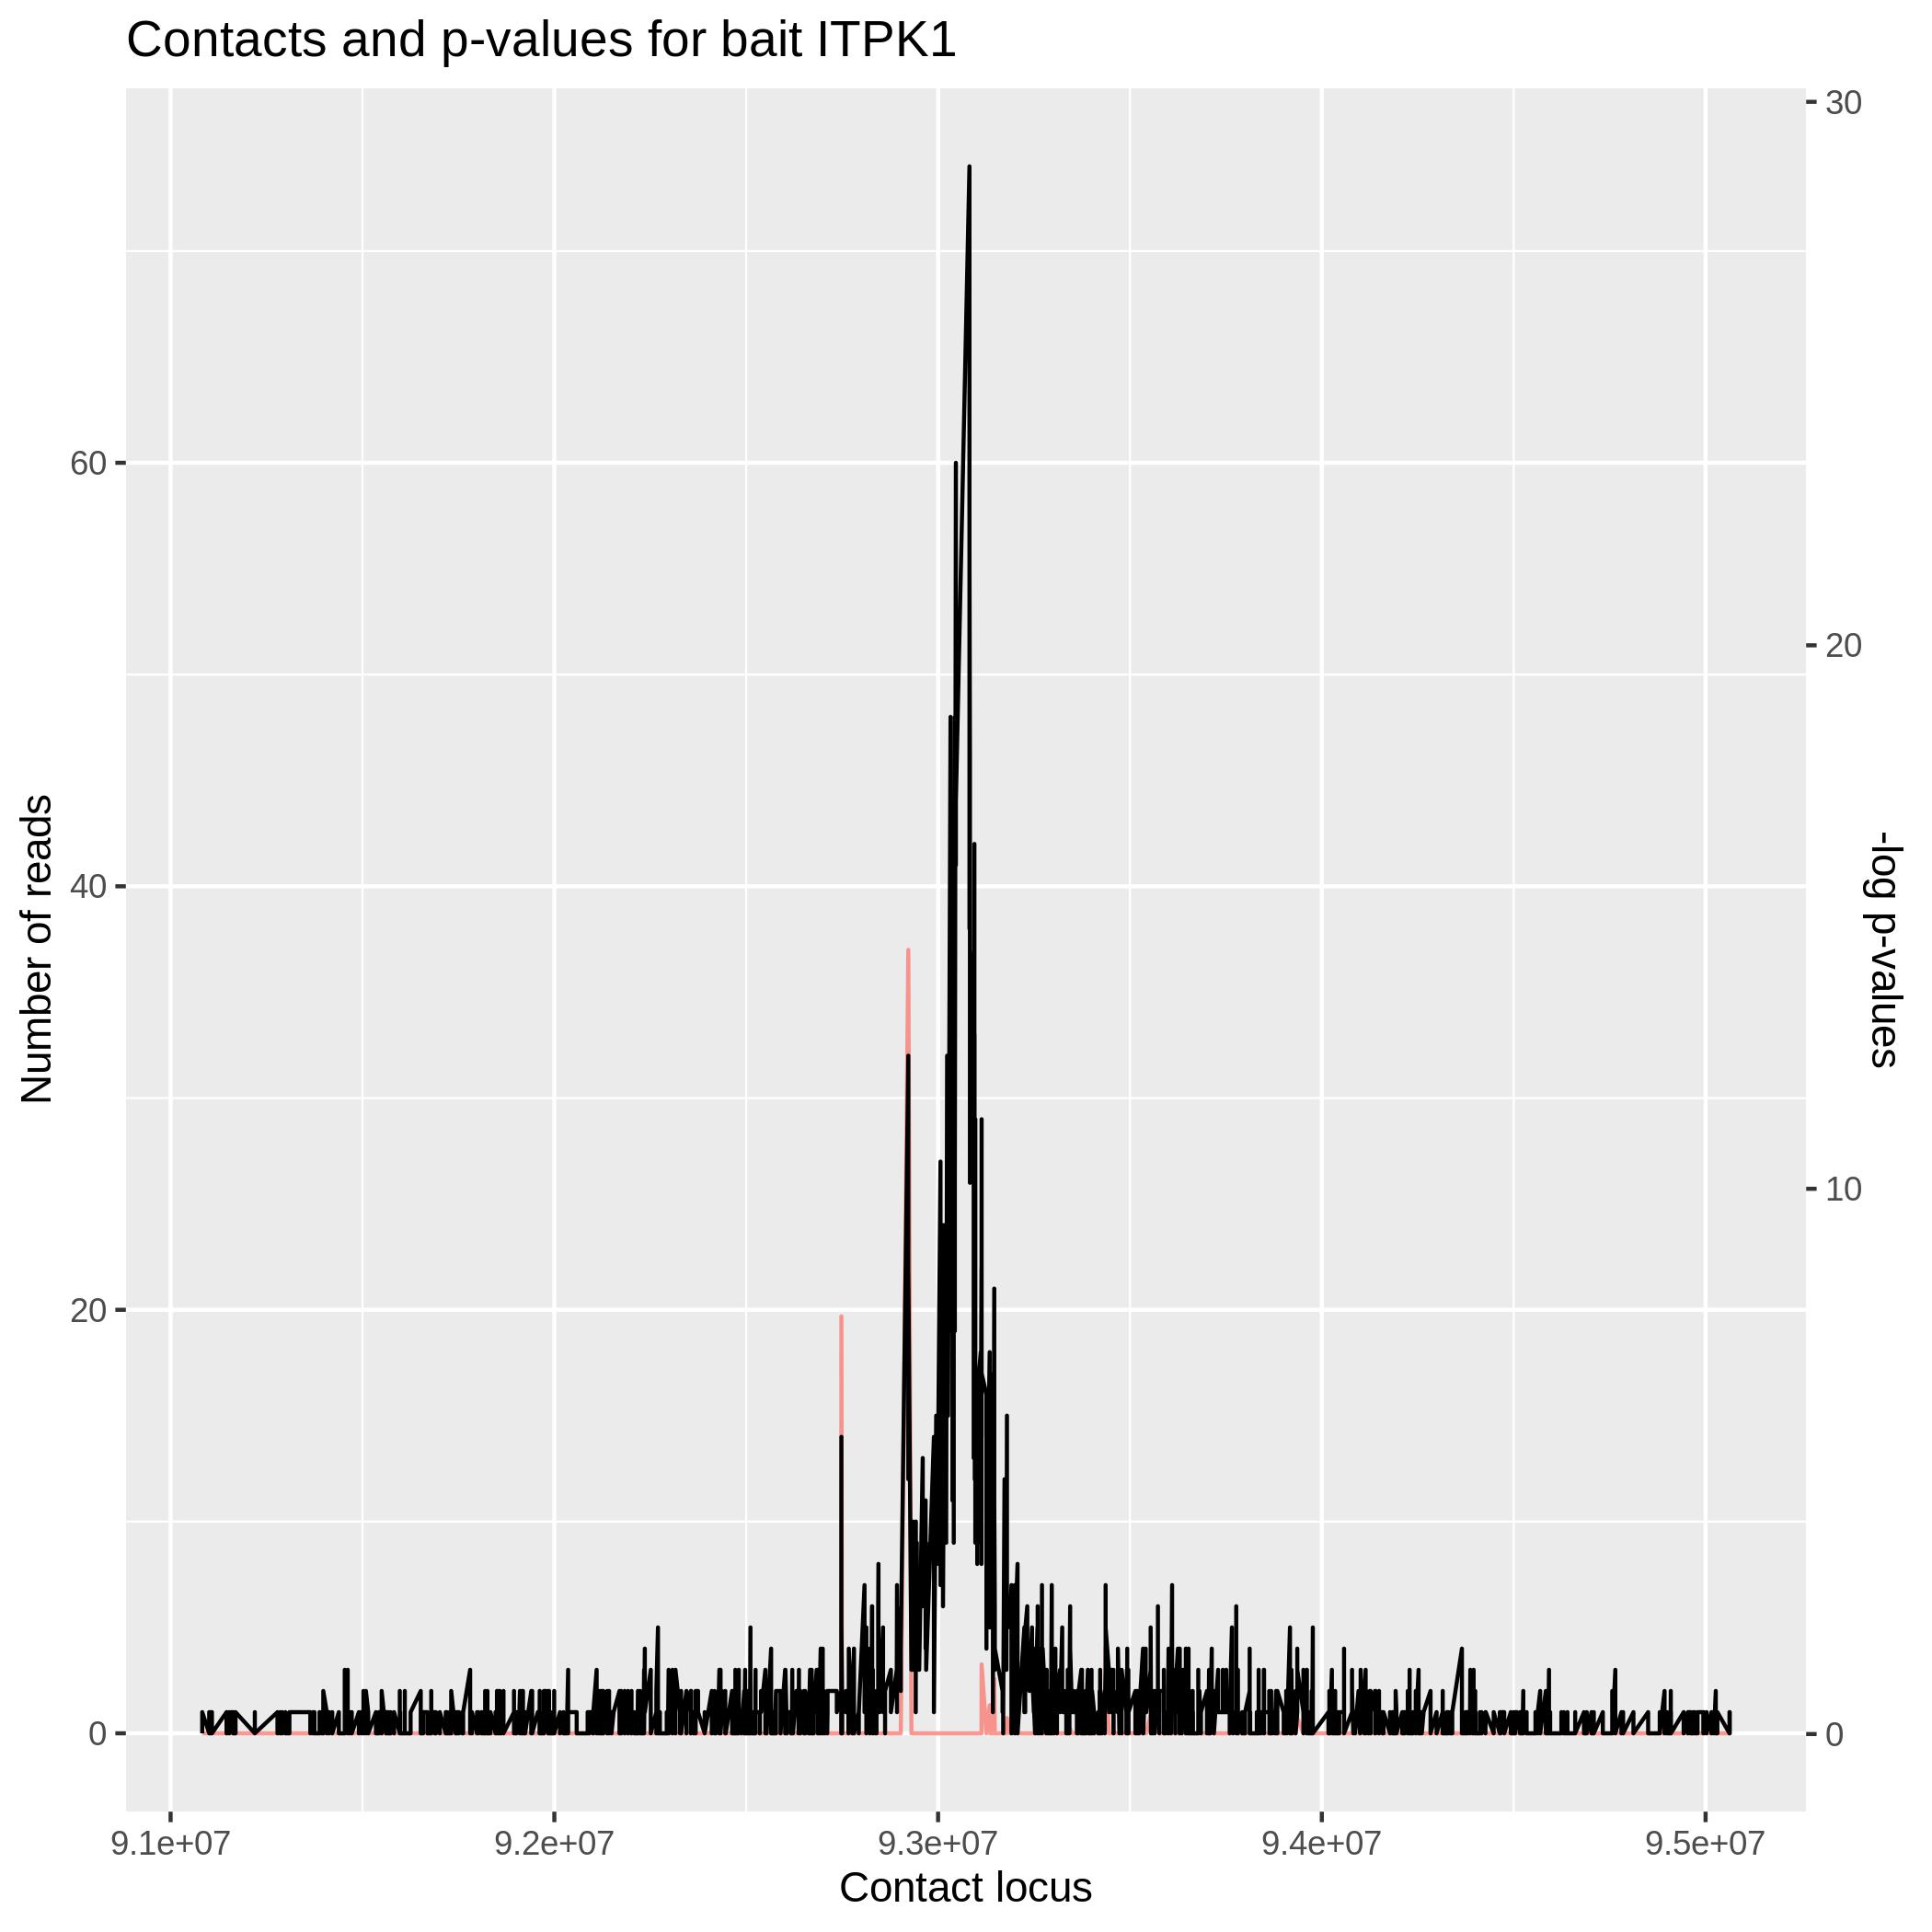 Contacts and p-values for bait ITPK1
30
60
20
40
10
20
0
0
Number of reads
-log p-values
9.1e+07
9.2e+07
9.3e+07
9.4e+07
9.5e+07
Contact locus